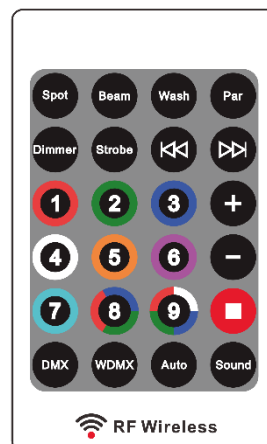 Spot Beam Wash Par
Dimmer Strobe
1 2 3 +
4 5 6 −
7 8 9
DMX WDMX Auto Sound
RF Wireless